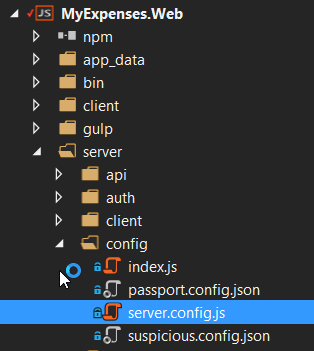 JS MyExpenses.Web
npm
app_data
bin
client
gulp
server
api
auth
client
config
index.js
passport.config.json
server.config.js
suspicious.config.json